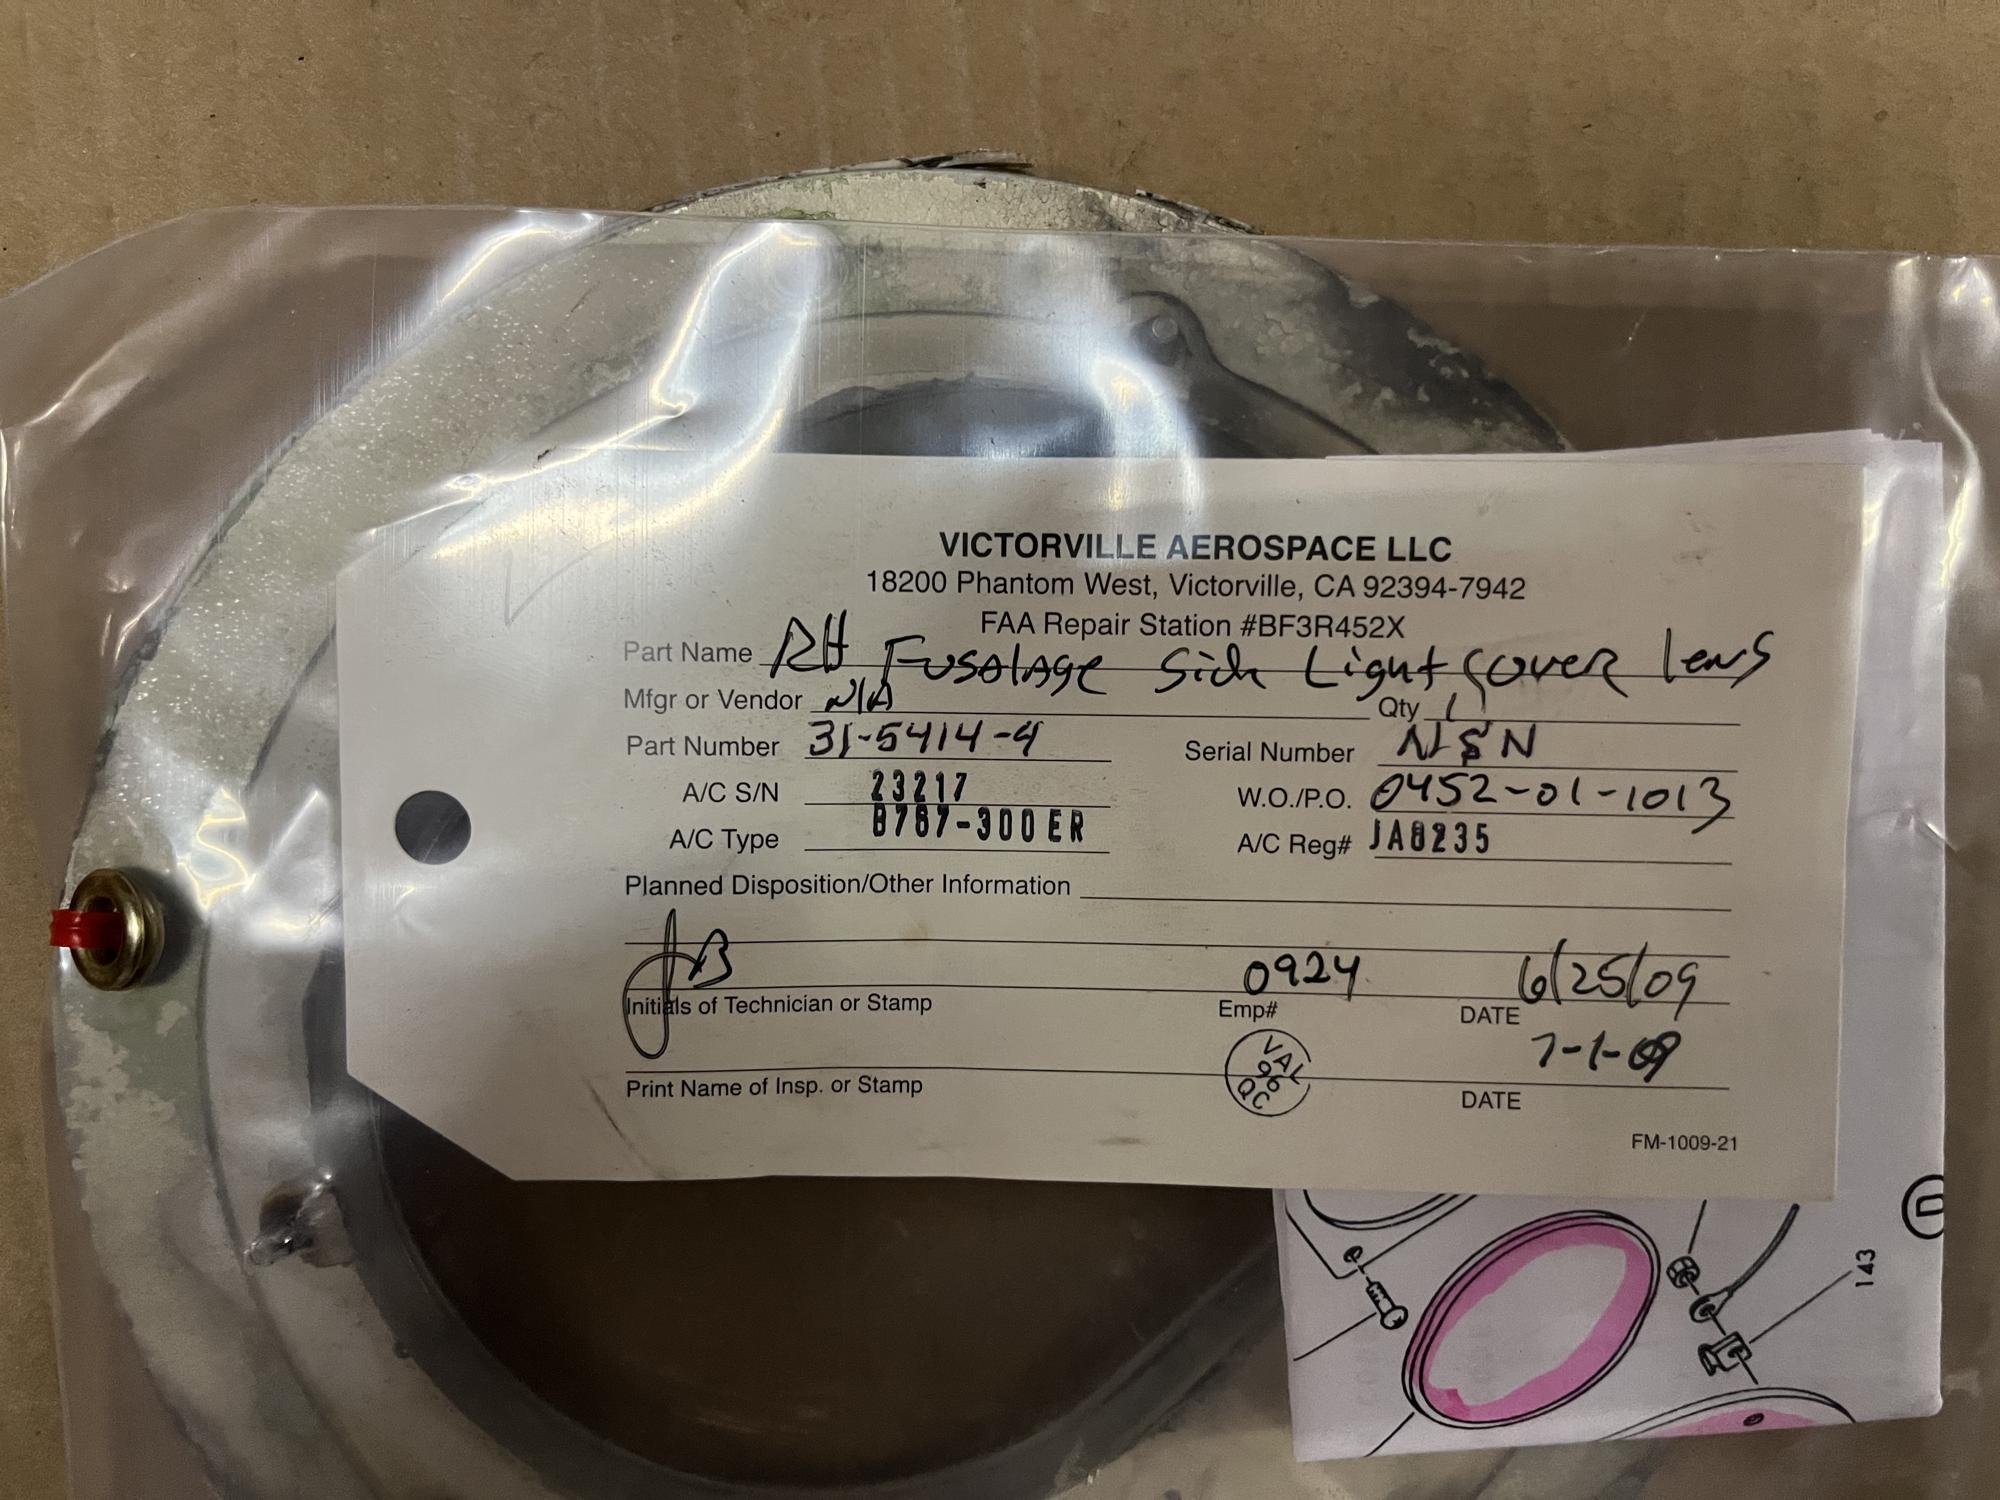 VICTORVILLE AEROSPACE LLC
18200 Phantom West, Victorville, CA 92394-7942
FAA Repair Station #BF3R452X
Part Name RH Fusolage Side Light Cover lens
Mfgr or Vendor N/A Qty 1
Part Number 31-5414-4 Serial Number NSN
A/C S/N 23217 W.O./P.O. 0452-01-1013
A/C Type B767-300ER A/C Reg# JA8235
Planned Disposition/Other Information
JB 0924 6/25/09
Initials of Technician or Stamp Emp# DATE
VAL 96 QC 7-1-09
Print Name of Insp. or Stamp DATE
FM-1009-21
143
D